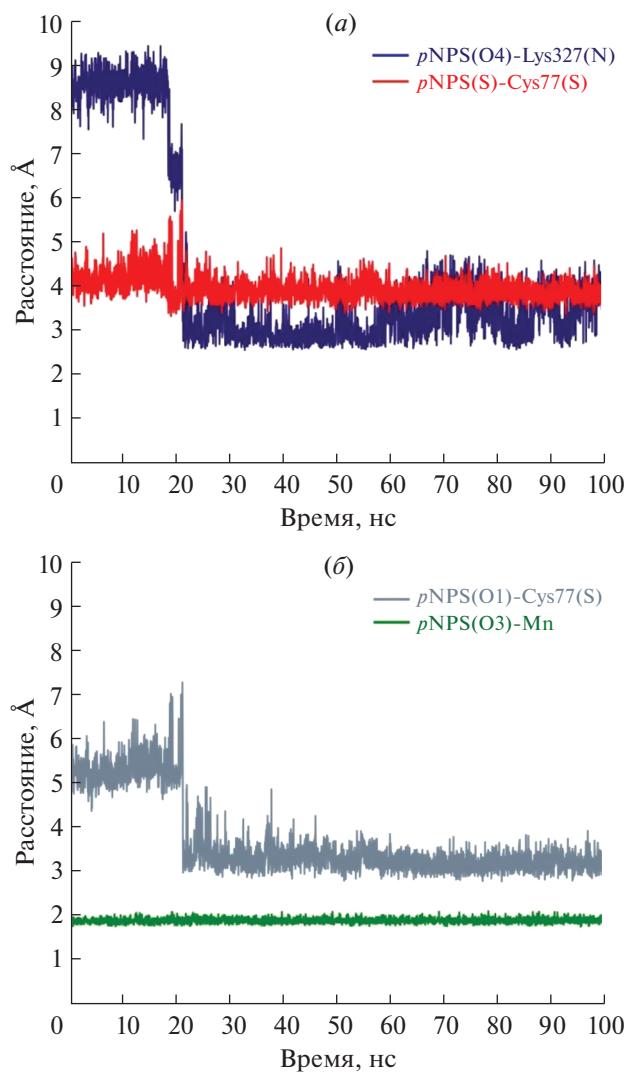 (а)
pNPS(O4)-Lys327(N)
pNPS(S)-Cys77(S)
Расстояние, Å
10
9
8
7
6
5
4
3
2
1
0 10 20 30 40 50 60 70 80 90 100
Время, нс
(б)
pNPS(O1)-Cys77(S)
pNPS(O3)-Mn
Расстояние, Å
10
9
8
7
6
5
4
3
2
1
0 10 20 30 40 50 60 70 80 90 100
Время, нс